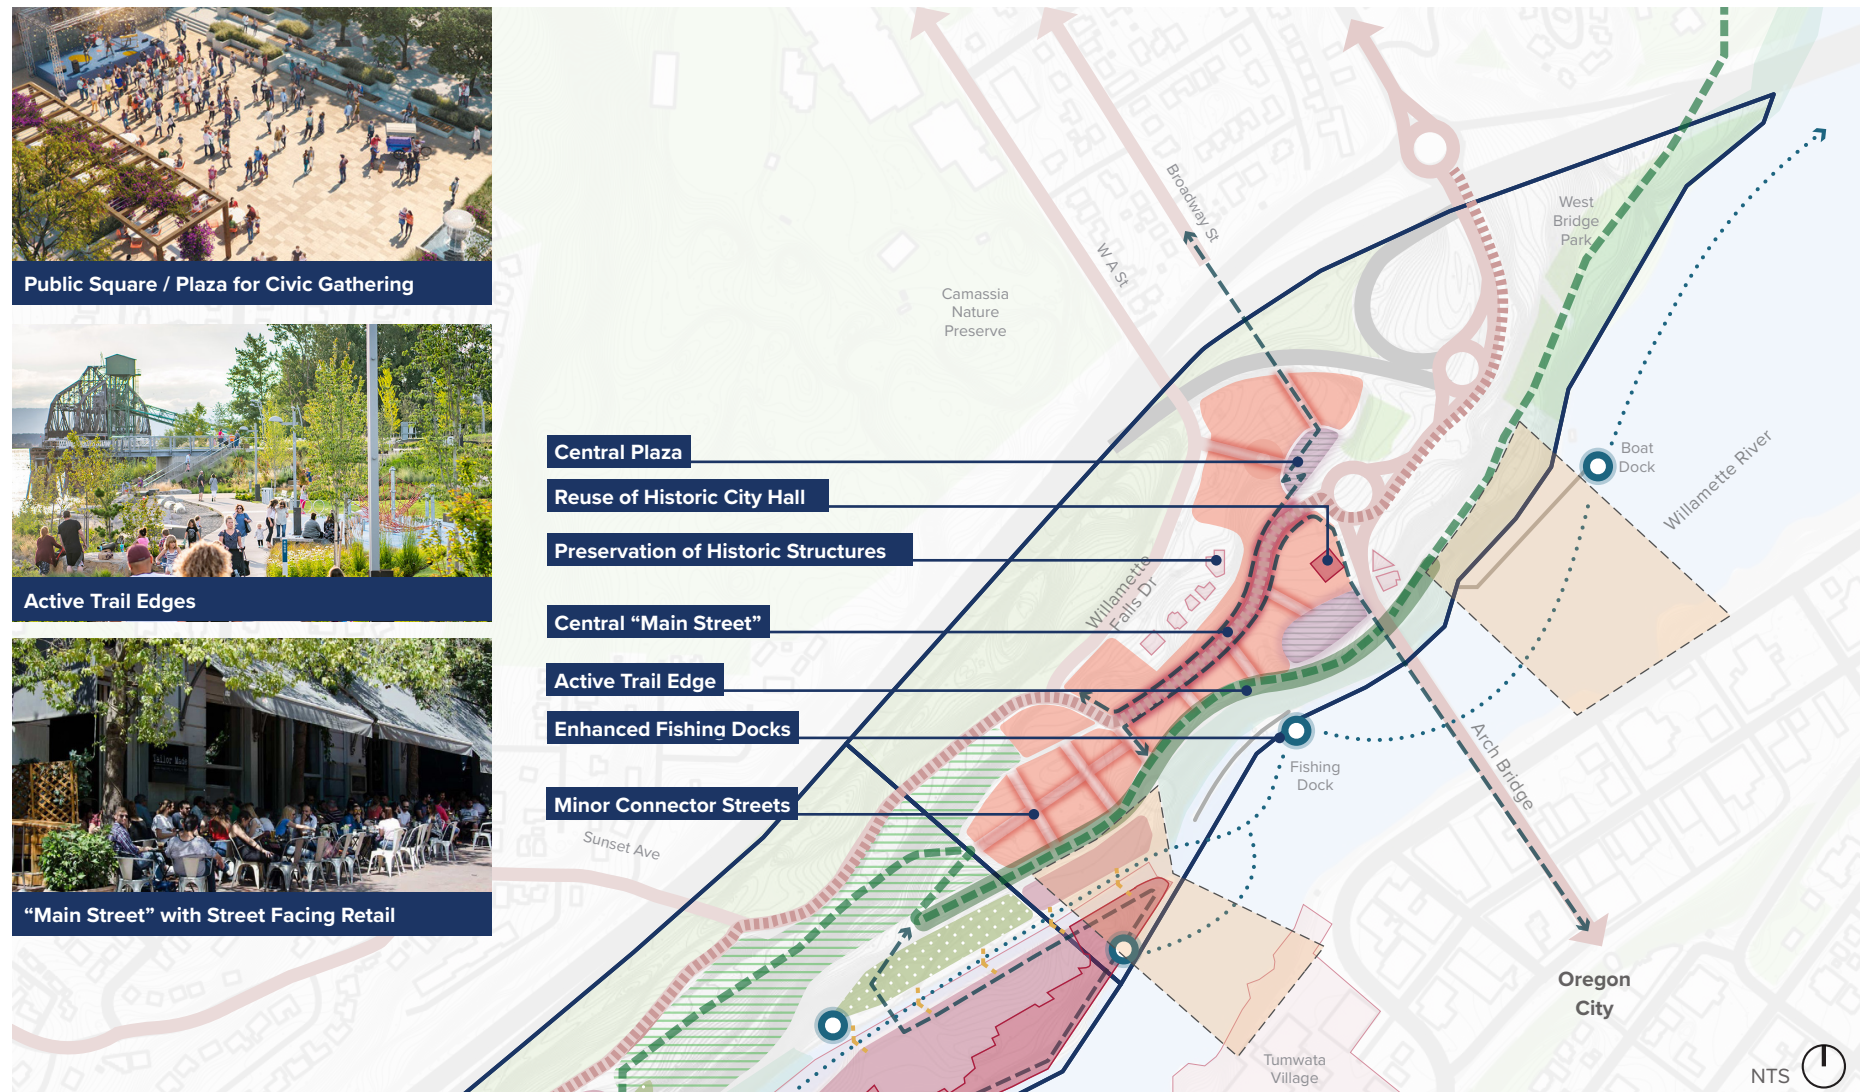 Public Square / Plaza for Civic Gathering
Active Trail Edges
Tailor Made
“Main Street” with Street Facing Retail
Central Plaza
Reuse of Historic City Hall
Preservation of Historic Structures
Central “Main Street”
Active Trail Edge
Enhanced Fishing Docks
Minor Connector Streets
Camassia
Nature
Preserve
W A St
Broadway St
West
Bridge
Park
Boat
Dock
Willamette River
Willamette
Falls Dr
Fishing
Dock
Arch Bridge
Sunset Ave
Oregon
City
Tumwata
Village
NTS